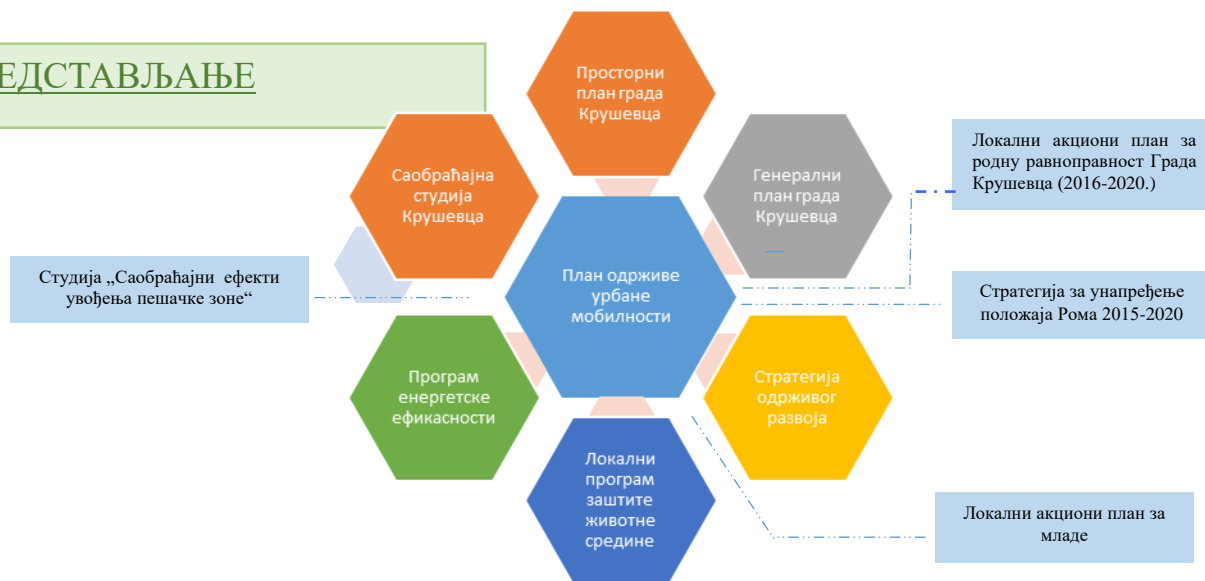 ЕДСТАВЉАЊЕ
Просторни
план града
Крушевца
Саобраћајна
студија
Крушевца
Генерални
план града
Крушевца
Локални акциони план за
родну равноправност Града
Крушевца (2016-2020.)
Студија „Саобраћајни ефекти
увођења пешачке зоне“
План одрживе
урбане
мобилности
Стратегија за унапређење
положаја Рома 2015-2020
Програм
енергетске
ефикасности
Стратегија
одрживог
развоја
Локални
програм
заштите
животне
средине
Локални акциони план за
младе